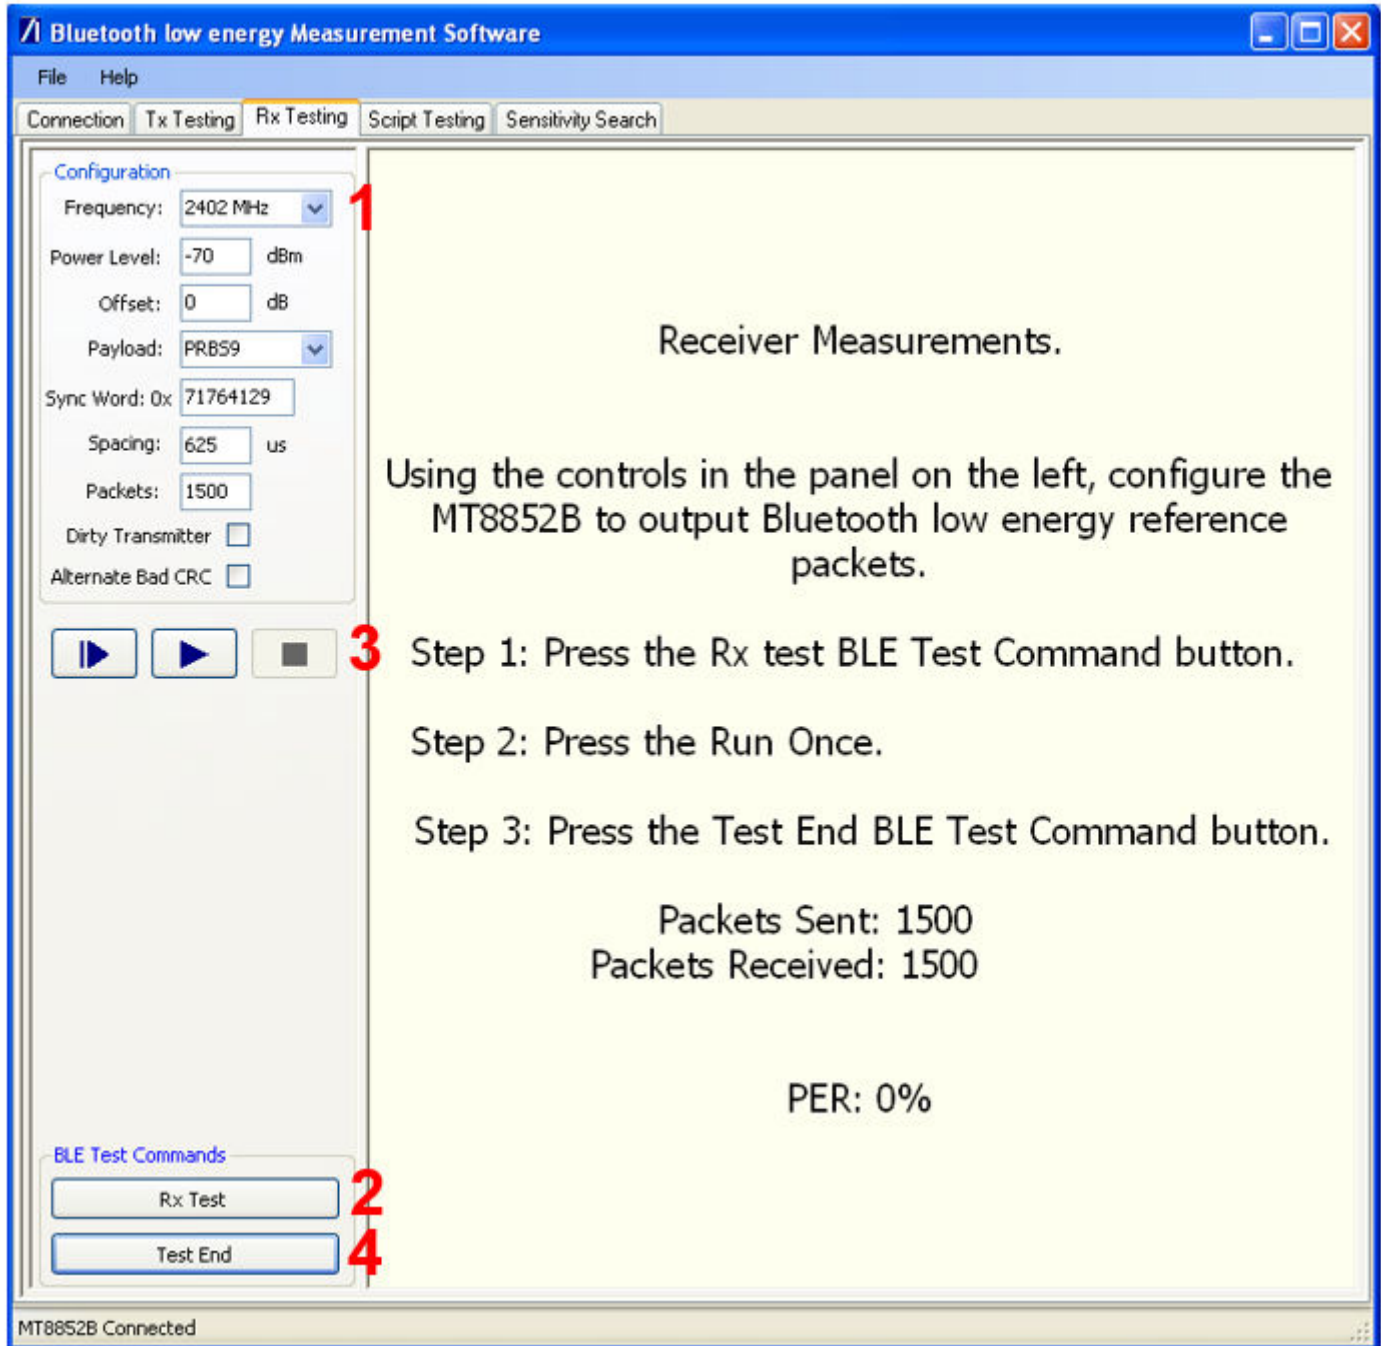 Bluetooth low energy Measurement Software
File Help
Connection Tx Testing Rx Testing Script Testing Sensitivity Search
Configuration
Frequency: 2402 MHz 1
Power Level: -70 dBm
Offset: 0 dB
Payload: PRBS9
Sync Word: 0x 71764129
Spacing: 625 us
Packets: 1500
Dirty Transmitter
Alternate Bad CRC
3
Receiver Measurements.
Using the controls in the panel on the left, configure the
MT8852B to output Bluetooth low energy reference
packets.
Step 1: Press the Rx test BLE Test Command button.
Step 2: Press the Run Once.
Step 3: Press the Test End BLE Test Command button.
Packets Sent: 1500
Packets Received: 1500
PER: 0%
BLE Test Commands
Rx Test 2
Test End 4
MT8852B Connected